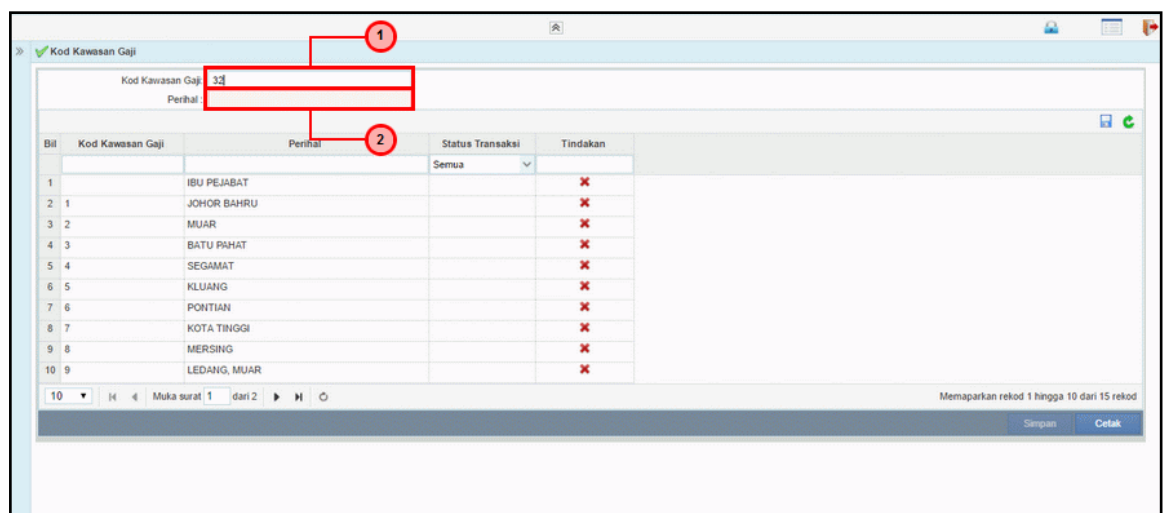 1
Kod Kawasan Gaji
Kod Kawasan Gaji: 32
Perihal :
2
Bil Kod Kawasan Gaji Perihal Status Transaksi Tindakan
Semua
1 IBU PEJABAT
2 1 JOHOR BAHRU
3 2 MUAR
4 3 BATU PAHAT
5 4 SEGAMAT
6 5 KLUANG
7 6 PONTIAN
8 7 KOTA TINGGI
9 8 MERSING
10 9 LEDANG, MUAR
10 Muka surat 1 dari 2 Memaparkan rekod 1 hingga 10 dari 15 rekod
Simpan Cetak